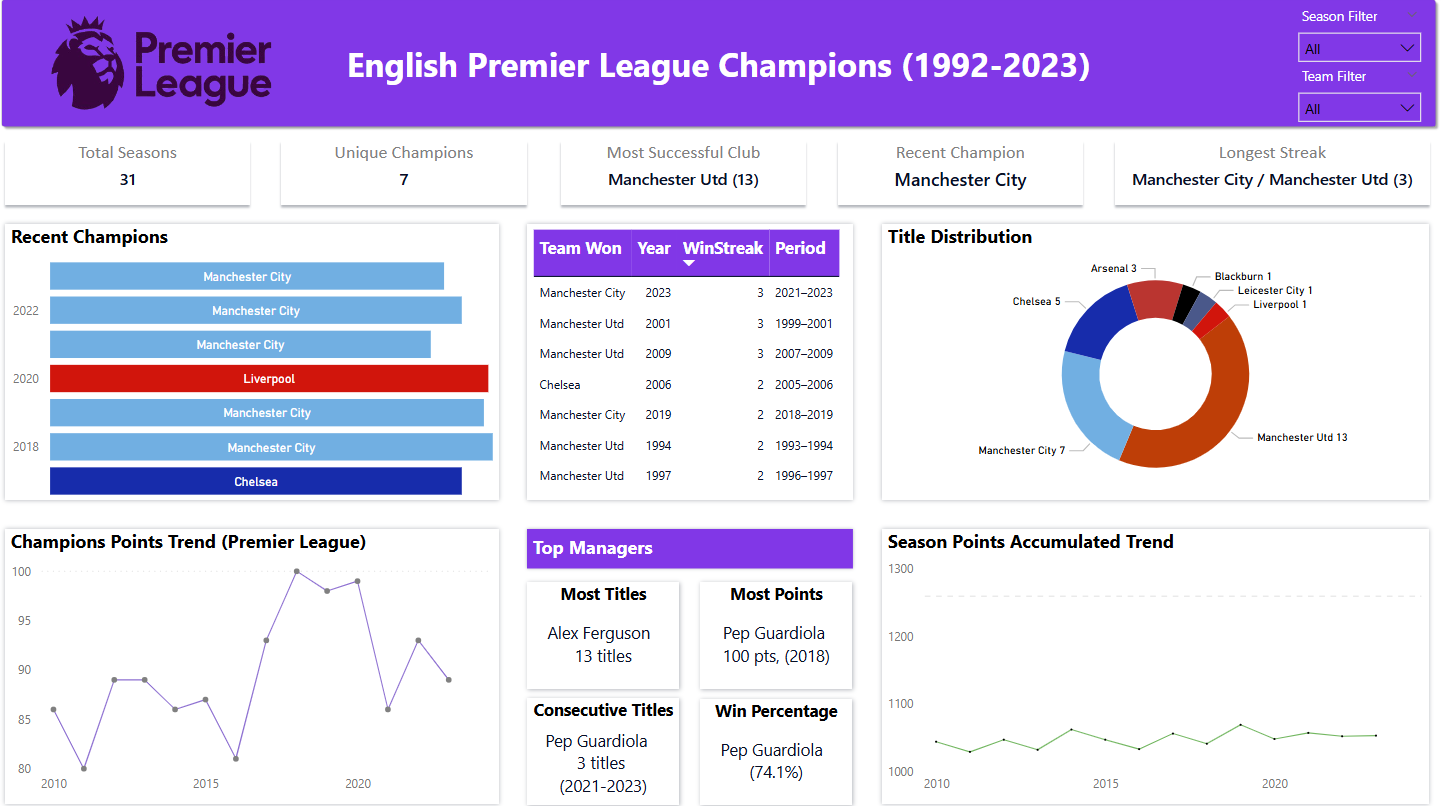 Premier
League
English Premier League Champions (1992-2023)
Season Filter
All
Team Filter
All
Total Seasons
31
Unique Champions
7
Most Successful Club
Manchester Utd (13)
Recent Champion
Manchester City
Longest Streak
Manchester City / Manchester Utd (3)
Recent Champions
Manchester City
2022 Manchester City
Manchester City
2020 Liverpool
Manchester City
2018 Manchester City
Chelsea
Team Won Year WinStreak Period
Manchester City 2023 3 2021–2023
Manchester Utd 2001 3 1999–2001
Manchester Utd 2009 3 2007–2009
Chelsea 2006 2 2005–2006
Manchester City 2019 2 2018–2019
Manchester Utd 1994 2 1993–1994
Manchester Utd 1997 2 1996–1997
Title Distribution
Arsenal 3
Blackburn 1
Leicester City 1
Liverpool 1
Chelsea 5
Manchester Utd 13
Manchester City 7
Champions Points Trend (Premier League)
100
95
90
85
80
2010 2015 2020
Top Managers
Most Titles
Alex Ferguson
13 titles
Most Points
Pep Guardiola
100 pts, (2018)
Consecutive Titles
Pep Guardiola
3 titles
(2021-2023)
Win Percentage
Pep Guardiola
(74.1%)
Season Points Accumulated Trend
1300
1200
1100
1000
2010 2015 2020